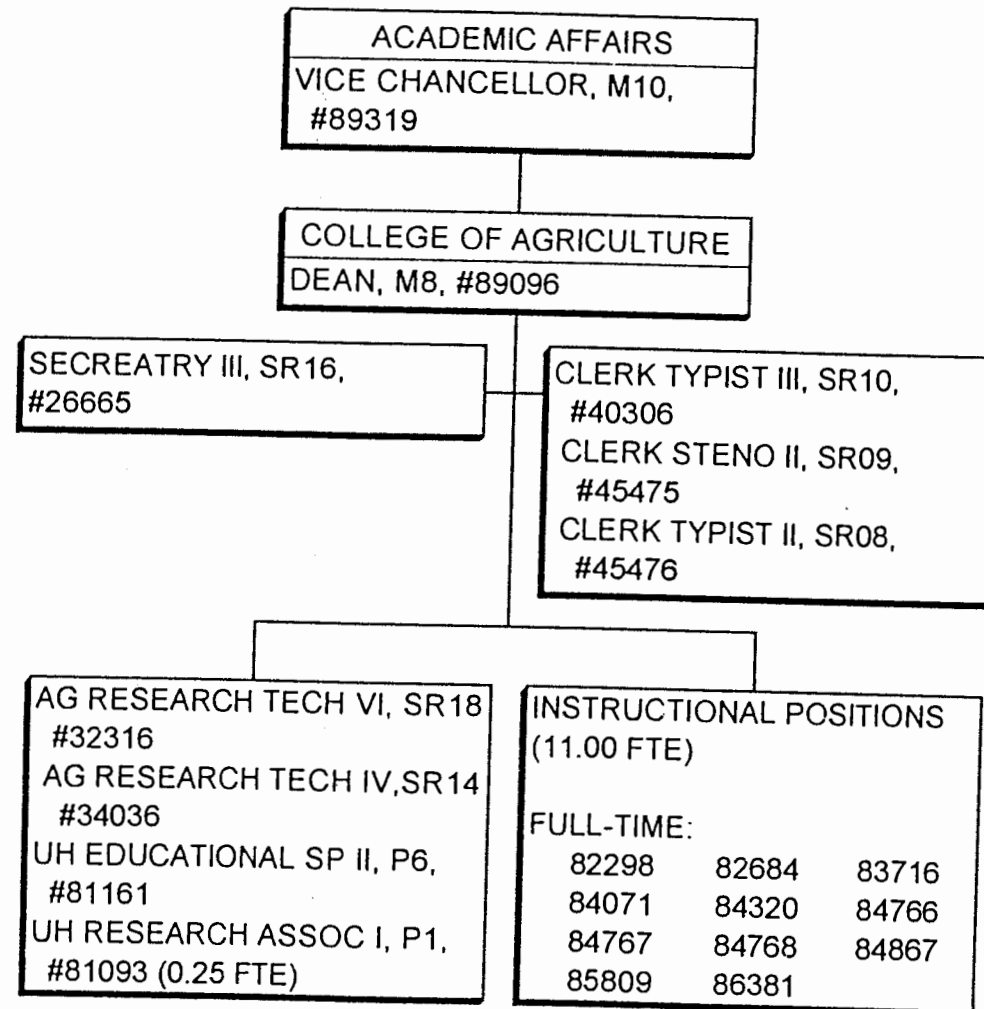 ACADEMIC AFFAIRS
VICE CHANCELLOR, M10,
#89319
COLLEGE OF AGRICULTURE
DEAN, M8, #89096
SECREATRY III, SR16,
#26665
CLERK TYPIST III, SR10,
#40306
CLERK STENO II, SR09,
#45475
CLERK TYPIST II, SR08,
#45476
AG RESEARCH TECH VI, SR18
#32316
AG RESEARCH TECH IV,SR14
#34036
UH EDUCATIONAL SP II, P6,
#81161
UH RESEARCH ASSOC I, P1,
#81093 (0.25 FTE)
INSTRUCTIONAL POSITIONS
(11.00 FTE)
FULL-TIME:
82298 82684 83716
84071 84320 84766
84767 84768 84867
85809 86381